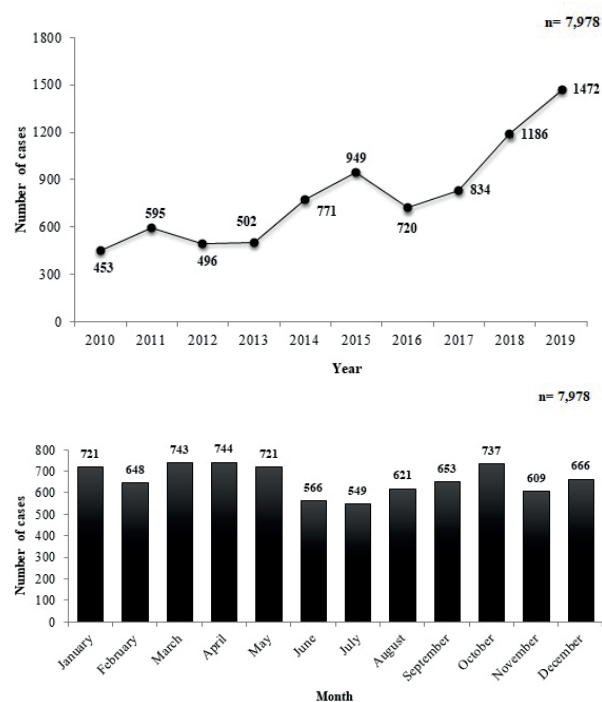 n= 7,978
1800
1500
1200
900
600
300
0
Number of cases
453
595
496
502
771
949
720
834
1186
1472
2010 2011 2012 2013 2014 2015 2016 2017 2018 2019
Year
n= 7,978
800
700
600
500
400
300
200
100
0
Number of cases
721 648 743 744 721 566 549 621 653 737 609 666
January February March April May June July August September October November December
Month